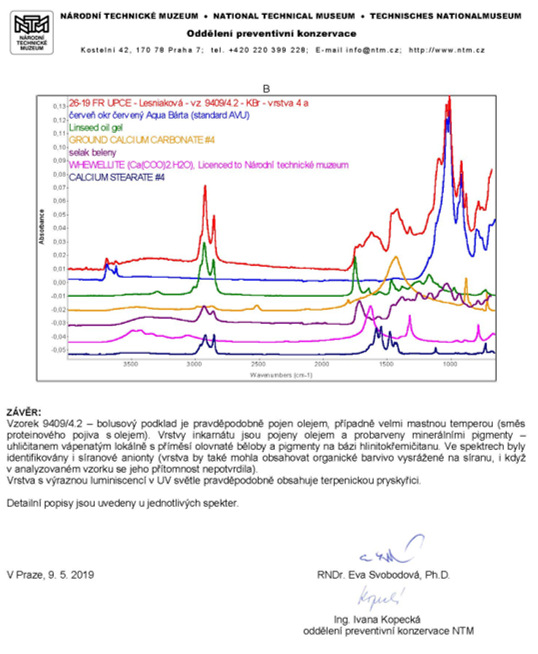 NÁRODNÍ
TECHNICKÉ
MUZEUM
NÁRODNÍ TECHNICKÉ MUZEUM • NATIONAL TECHNICAL MUSEUM • TECHNISCHES NATIONALMUSEUM
Oddělení preventivní konzervace
Kostelní 42, 170 78 Praha 7; tel. +420 220 399 228; E-mail info@ntm.cz; http://www.ntm.cz
B
26-19 FR UPCE - Lesniaková - vz 9409/4.2 - KBr - vrstva 4 a
červeň okr červený Aqua Bárta (standard AVU)
Linseed oil gel
GROUND CALCIUM CARBONATE #4
selak beleny
WHEWELLITE (Ca(COO)2.H2O), Licenced to Národní technické muzeum
CALCIUM STEARATE #4
0,13
0,12
0,11
0,10
0,09
0,08
0,07
0,06
0,05
0,04
0,03
0,02
0,01
0,00
-0,01
-0,02
-0,03
-0,04
-0,05
Absorbance
3500 3000 2500 2000 1500 1000
Wavenumbers (cm-1)
ZÁVĚR:
Vzorek 9409/4.2 – bolusový podklad je pravděpodobně pojen olejem, případně velmi mastnou temperou (směs
proteinového pojiva s olejem). Vrstvy inkarnátu jsou pojeny olejem a probarveny minerálními pigmenty –
uhličitanem vápenatým lokálně s příměsí olovnaté běloby a pigmenty na bázi hlinitokřemičitanu. Ve spektrech byly
identifikovány i síranové anionty (vrstva by také mohla obsahovat organické barvivo vysrážené na síranu, i když
v analyzovaném vzorku se jeho přítomnost nepotvrdila).
Vrstva s výraznou luminiscencí v UV světle pravděpodobně obsahuje terpenickou pryskyřici.
Detailní popisy jsou uvedeny u jednotlivých spekter.
V Praze, 9. 5. 2019
RNDr. Eva Svobodová, Ph.D.
Ing. Ivana Kopecká
oddělení preventivní konzervace NTM